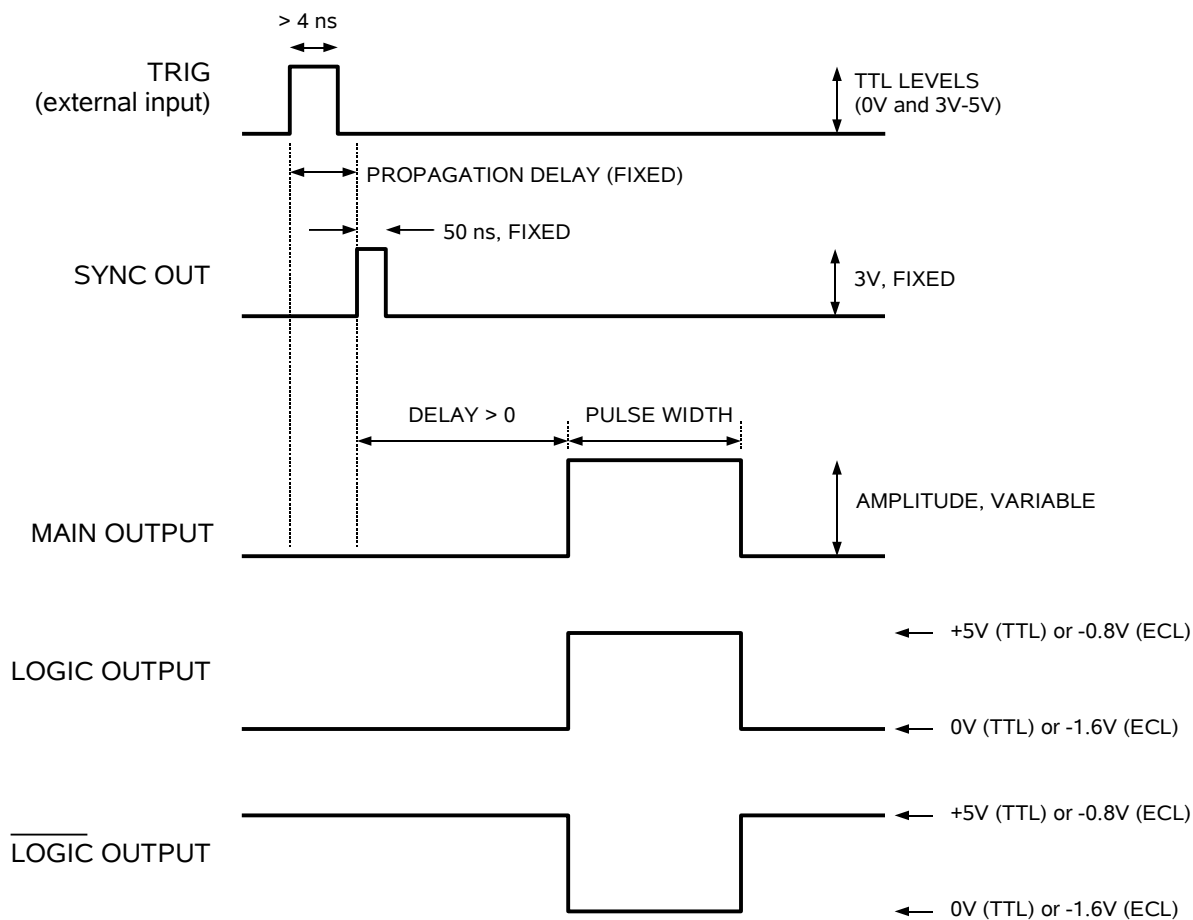 > 4 ns
TRIG
(external input)
TTL LEVELS
(0V and 3V-5V)
PROPAGATION DELAY (FIXED)
50 ns, FIXED
SYNC OUT
3V, FIXED
DELAY > 0
PULSE WIDTH
AMPLITUDE, VARIABLE
MAIN OUTPUT
+5V (TTL) or -0.8V (ECL)
LOGIC OUTPUT
0V (TTL) or -1.6V (ECL)
+5V (TTL) or -0.8V (ECL)
LOGIC OUTPUT
0V (TTL) or -1.6V (ECL)